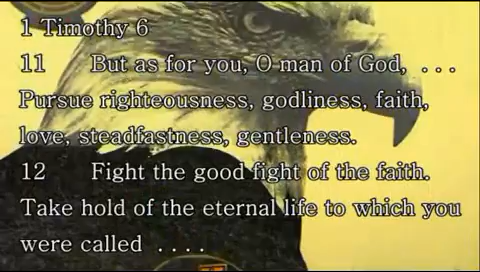 1 Timothy 6
11 But as for you, O man of God, ...
Pursue righteousness, godliness, faith,
love, steadfastness, gentleness.
12 Fight the good fight of the faith.
Take hold of the eternal life to which you
were called ....